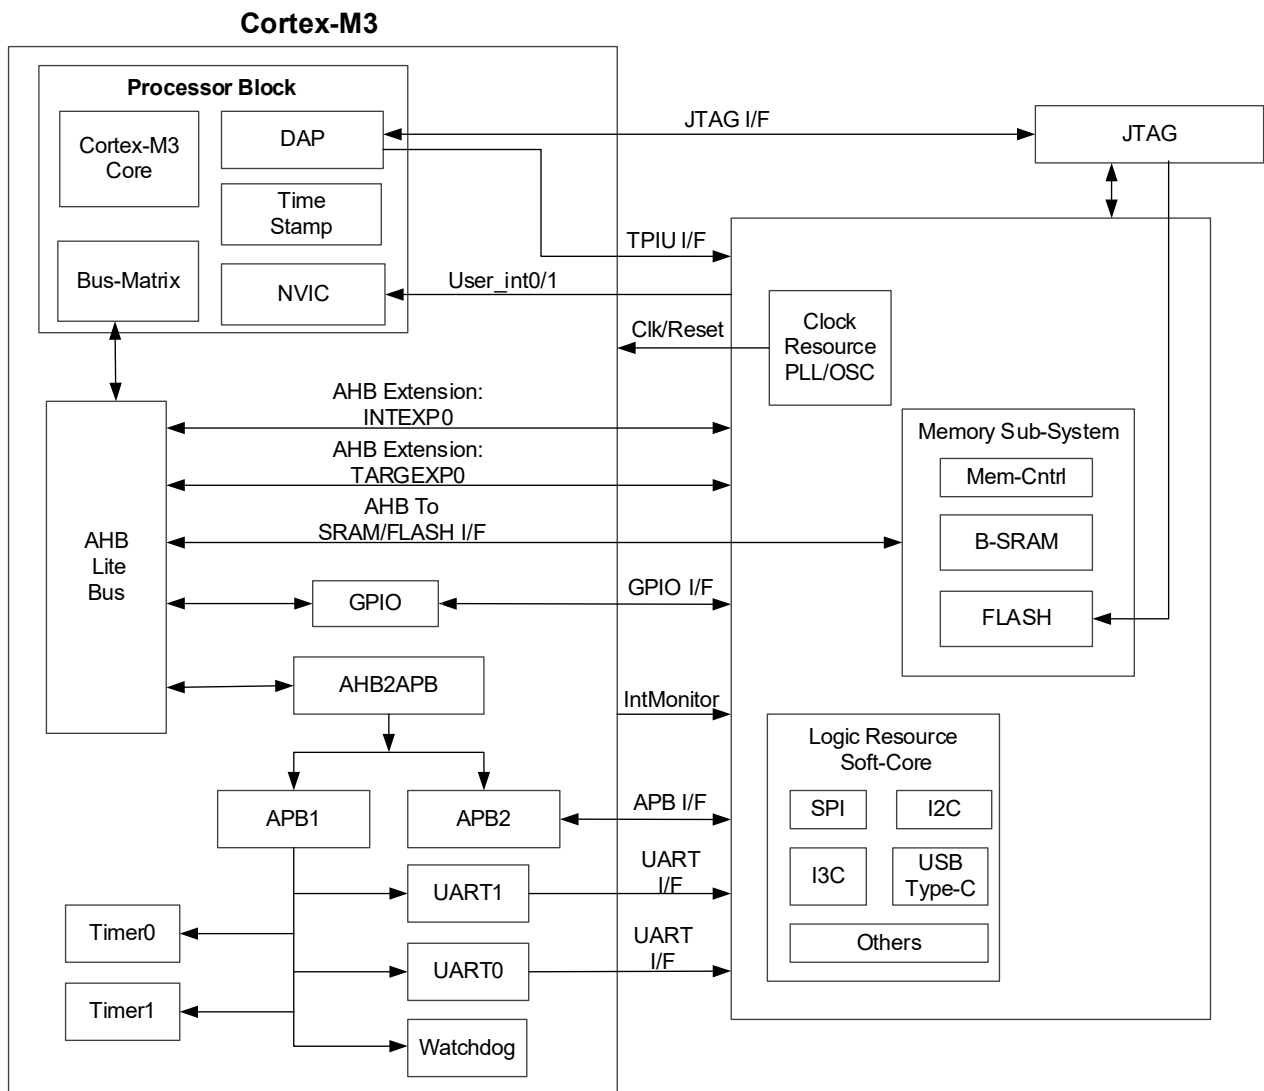 Cortex-M3
Processor Block
Cortex-M3
Core
DAP
Time
Stamp
Bus-Matrix
NVIC
JTAG I/F
JTAG
TPIU I/F
User_int0/1
Clk/Reset
Clock
Resource
PLL/OSC
AHB Extension:
INTEXP0
AHB Extension:
TARGEXP0
AHB To
SRAM/FLASH I/F
AHB
Lite
Bus
Memory Sub-System
Mem-Cntrl
B-SRAM
FLASH
GPIO
GPIO I/F
AHB2APB
IntMonitor
APB1
APB2
APB I/F
Logic Resource
Soft-Core
SPI
I2C
I3C
USB
Type-C
Others
UART1
UART
I/F
Timer0
UART0
UART
I/F
Timer1
Watchdog